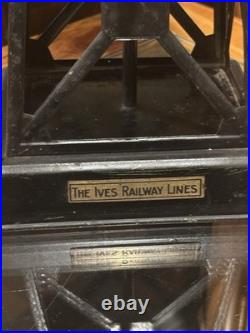 THE IVES RAILWAY LINES